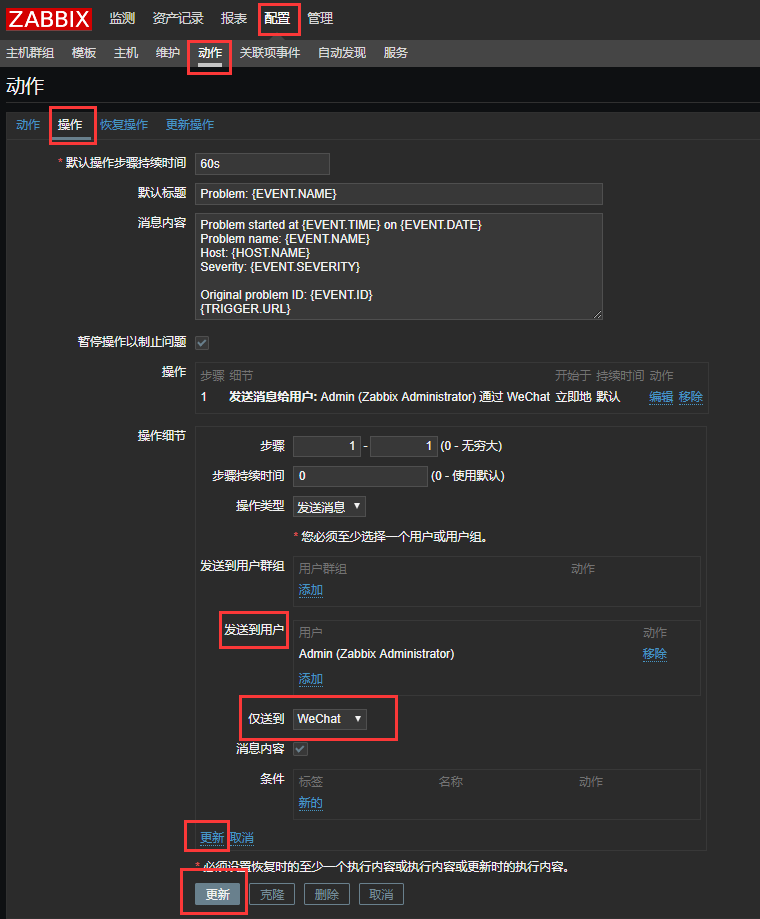 ZABBIX 监测 资产记录 报表 配置 管理
主机群组 模板 主机 维护 动作 关联项事件 自动发现 服务
动作
动作 操作 恢复操作 更新操作
* 默认操作步骤持续时间 60s
默认标题 Problem: {EVENT.NAME}
消息内容 Problem started at {EVENT.TIME} on {EVENT.DATE}
Problem name: {EVENT.NAME}
Host: {HOST.NAME}
Severity: {EVENT.SEVERITY}
Original problem ID: {EVENT.ID}
{TRIGGER.URL}
暂停操作以制止问题
操作 步骤 细节 开始于 持续时间 动作
1 发送消息给用户: Admin (Zabbix Administrator) 通过 WeChat 立即地 默认 编辑 移除
操作细节
步骤 1 - 1 (0 - 无穷大)
步骤持续时间 0 (0 - 使用默认)
操作类型 发送消息
* 您必须至少选择一个用户或用户组。
发送到用户群组 用户群组 动作
添加
发送到用户 用户 动作
Admin (Zabbix Administrator) 移除
添加
仅送到 WeChat
消息内容
条件 标签 名称 动作
新的
更新 取消
* 必须设置恢复时的至少一个执行内容或执行内容或更新时的执行内容。
更新 克隆 删除 取消